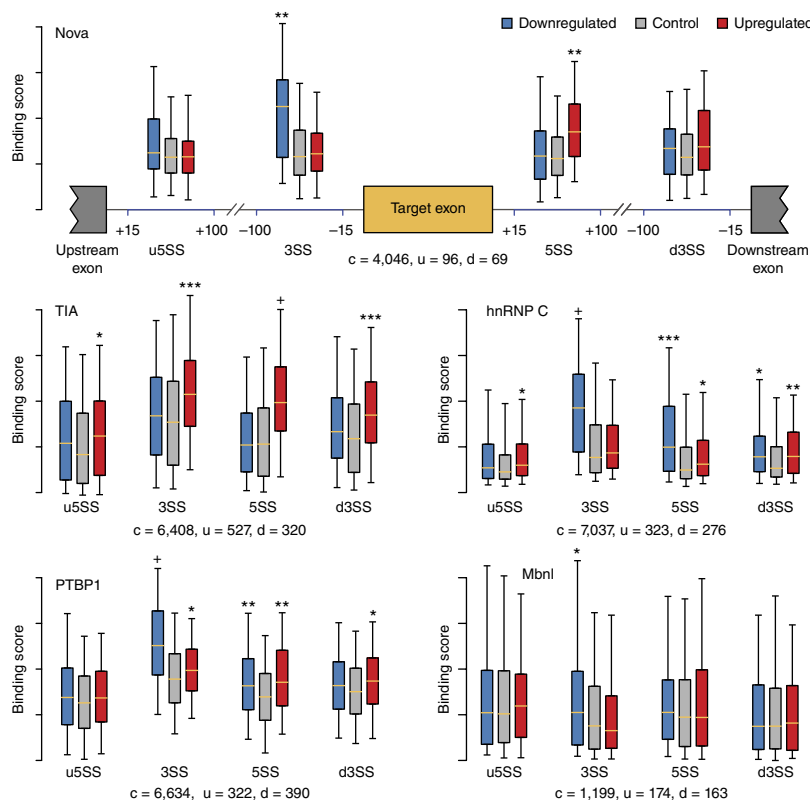 Nova
Downregulated Control Upregulated
Binding score
** **
Target exon
+15 +100 −100 −15 +15 +100 −100 −15
Upstream exon
u5SS 3SS 5SS d3SS
Downstream exon
c = 4,046, u = 96, d = 69
TIA
Binding score
* *** + ***
u5SS 3SS 5SS d3SS
c = 6,408, u = 527, d = 320
hnRNP C
Binding score
* + *** * * **
u5SS 3SS 5SS d3SS
c = 7,037, u = 323, d = 276
PTBP1
Binding score
+ * ** ** *
u5SS 3SS 5SS d3SS
c = 6,634, u = 322, d = 390
Mbnl
Binding score
*
u5SS 3SS 5SS d3SS
c = 1,199, u = 174, d = 163